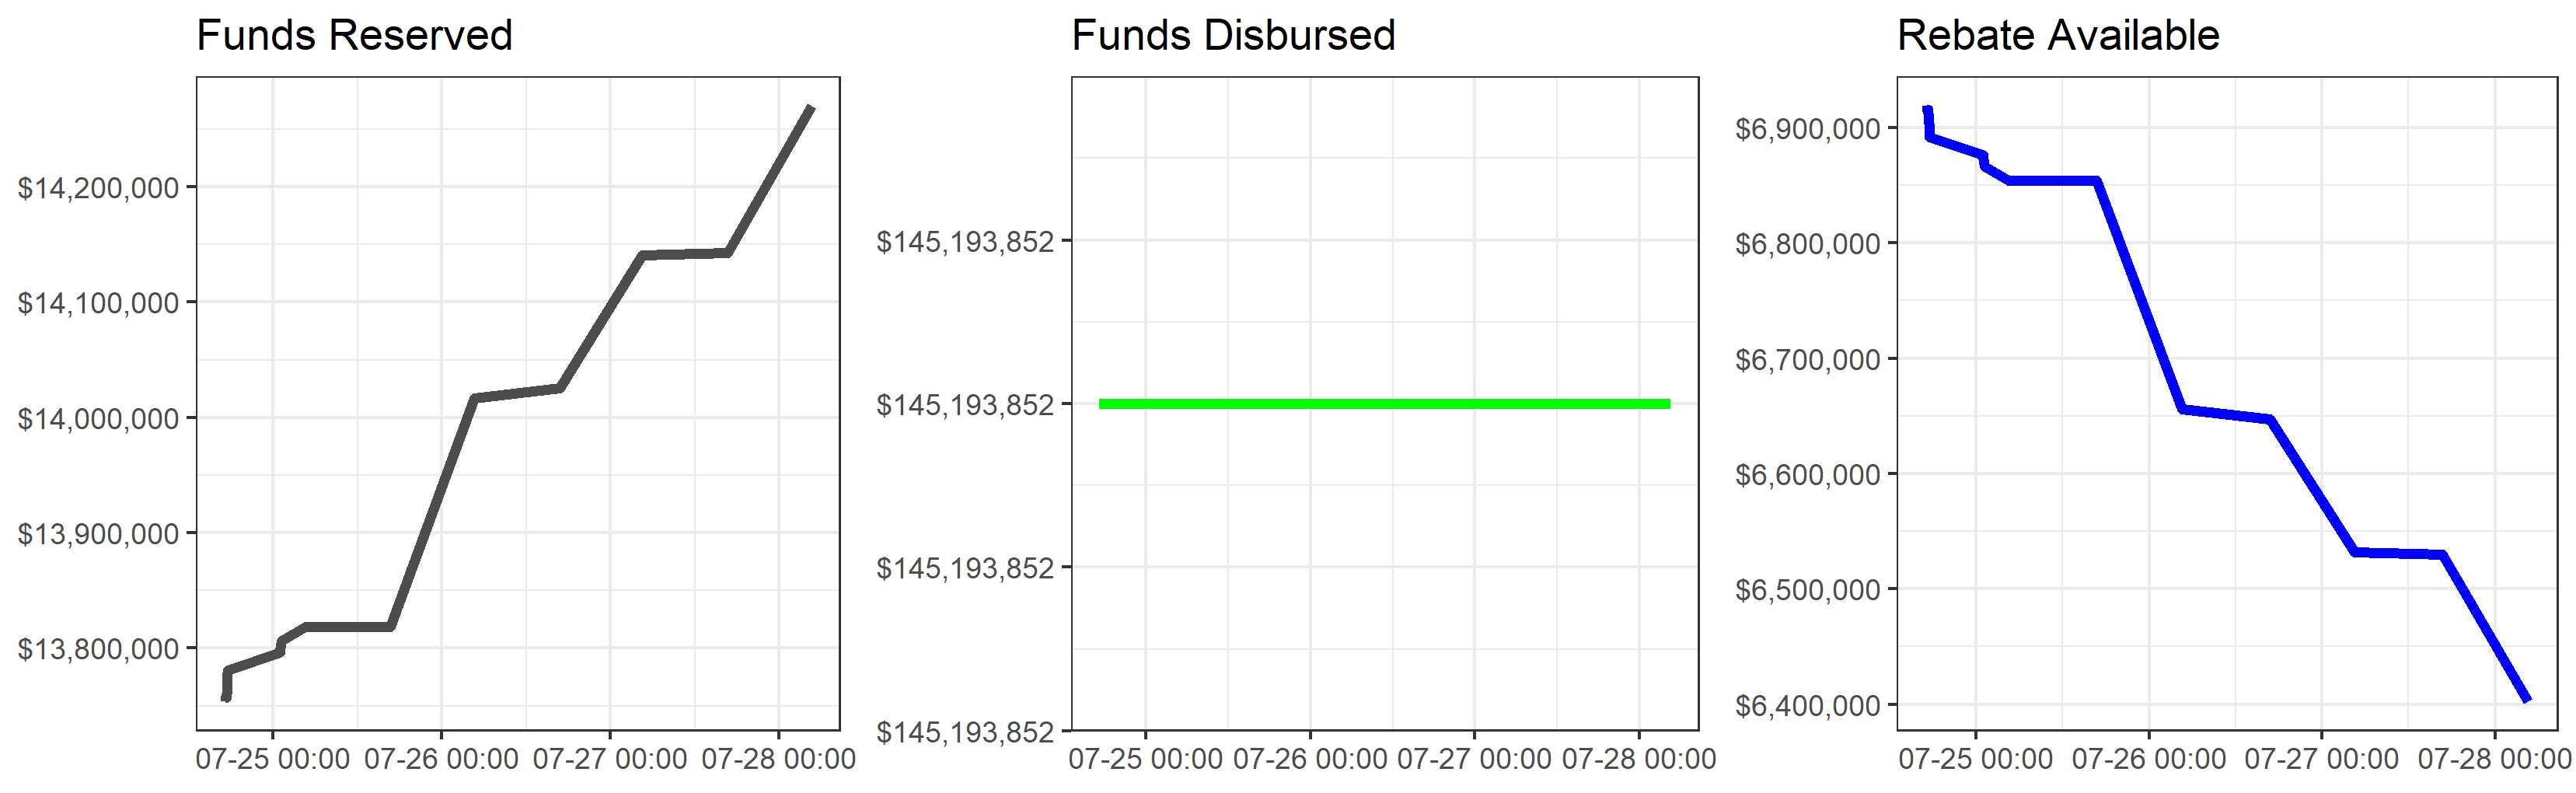 Funds Reserved
$14,200,000
$14,100,000
$14,000,000
$13,900,000
$13,800,000
07-25 00:00 07-26 00:00 07-27 00:00 07-28 00:00
Funds Disbursed
$145,193,852
$145,193,852
$145,193,852
$145,193,852
07-25 00:00 07-26 00:00 07-27 00:00 07-28 00:00
Rebate Available
$6,900,000
$6,800,000
$6,700,000
$6,600,000
$6,500,000
$6,400,000
07-25 00:00 07-26 00:00 07-27 00:00 07-28 00:00